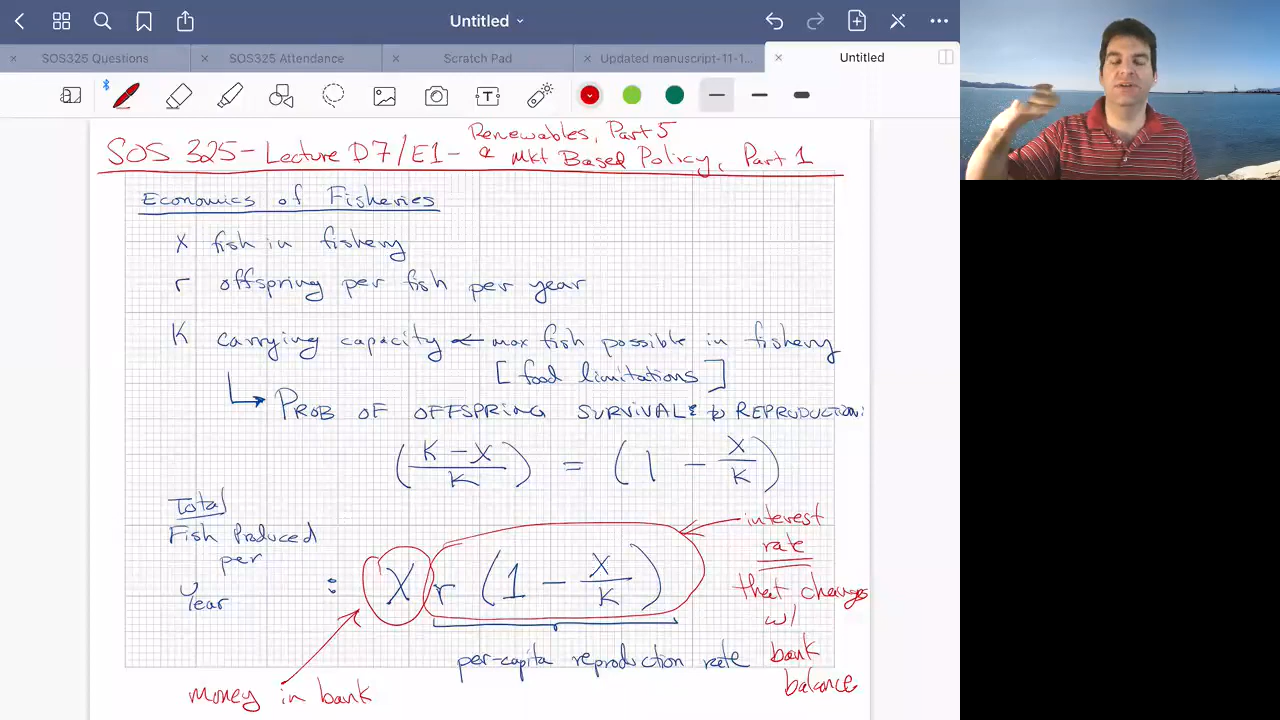 Untitled
SOS325 Questions
SOS325 Attendance
Scratch Pad
Updated manuscript-11-1...
Untitled
Renewables, Part 5
SOS 325 - Lecture D7/E1 - & Mkt Based Policy, Part 1
Economics of Fisheries
X fish in fishery
r offspring per fish per year
K carrying capacity ← max fish possible in fishery
[food limitations]
↳ PROB OF OFFSPRING SURVIVAL & to REPRODUCTION:
(K - X / K) = (1 - X/K)
Total
Fish Produced
per
Year
: X r (1 - X/K)
interest
rate
that changes
w/
bank
balance
per-capita reproduction rate
money in bank